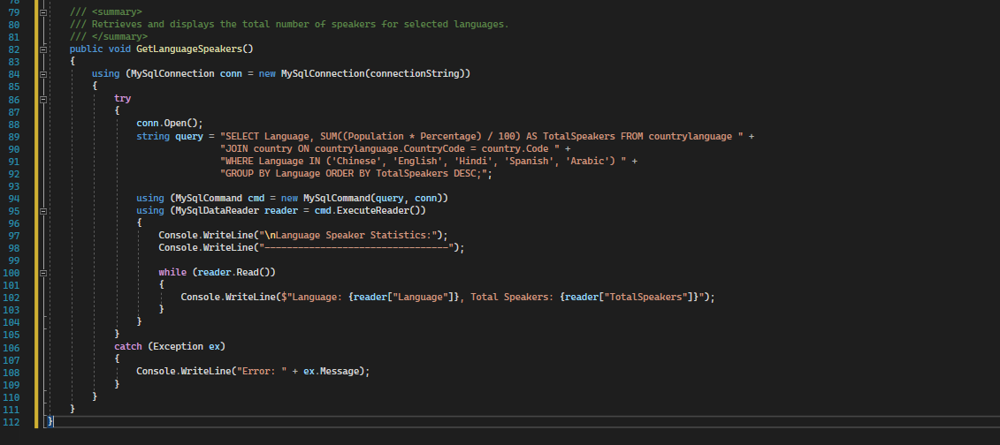 78
79 /// <summary>
80 /// Retrieves and displays the total number of speakers for selected languages.
81 /// </summary>
82 public void GetLanguageSpeakers()
83 {
84 using (MySqlConnection conn = new MySqlConnection(connectionString))
85 {
86 try
87 {
88 conn.Open();
89 string query = "SELECT Language, SUM((Population * Percentage) / 100) AS TotalSpeakers FROM countrylanguage " +
90 "JOIN country ON countrylanguage.CountryCode = country.Code " +
91 "WHERE Language IN ('Chinese', 'English', 'Hindi', 'Spanish', 'Arabic') " +
92 "GROUP BY Language ORDER BY TotalSpeakers DESC;";
93
94 using (MySqlCommand cmd = new MySqlCommand(query, conn))
95 using (MySqlDataReader reader = cmd.ExecuteReader())
96 {
97 Console.WriteLine("\nLanguage Speaker Statistics:");
98 Console.WriteLine("---------------------------------");
99
100 while (reader.Read())
101 {
102 Console.WriteLine($"Language: {reader["Language"]}, Total Speakers: {reader["TotalSpeakers"]}");
103 }
104 }
105 }
106 catch (Exception ex)
107 {
108 Console.WriteLine("Error: " + ex.Message);
109 }
110 }
111 }
112 }